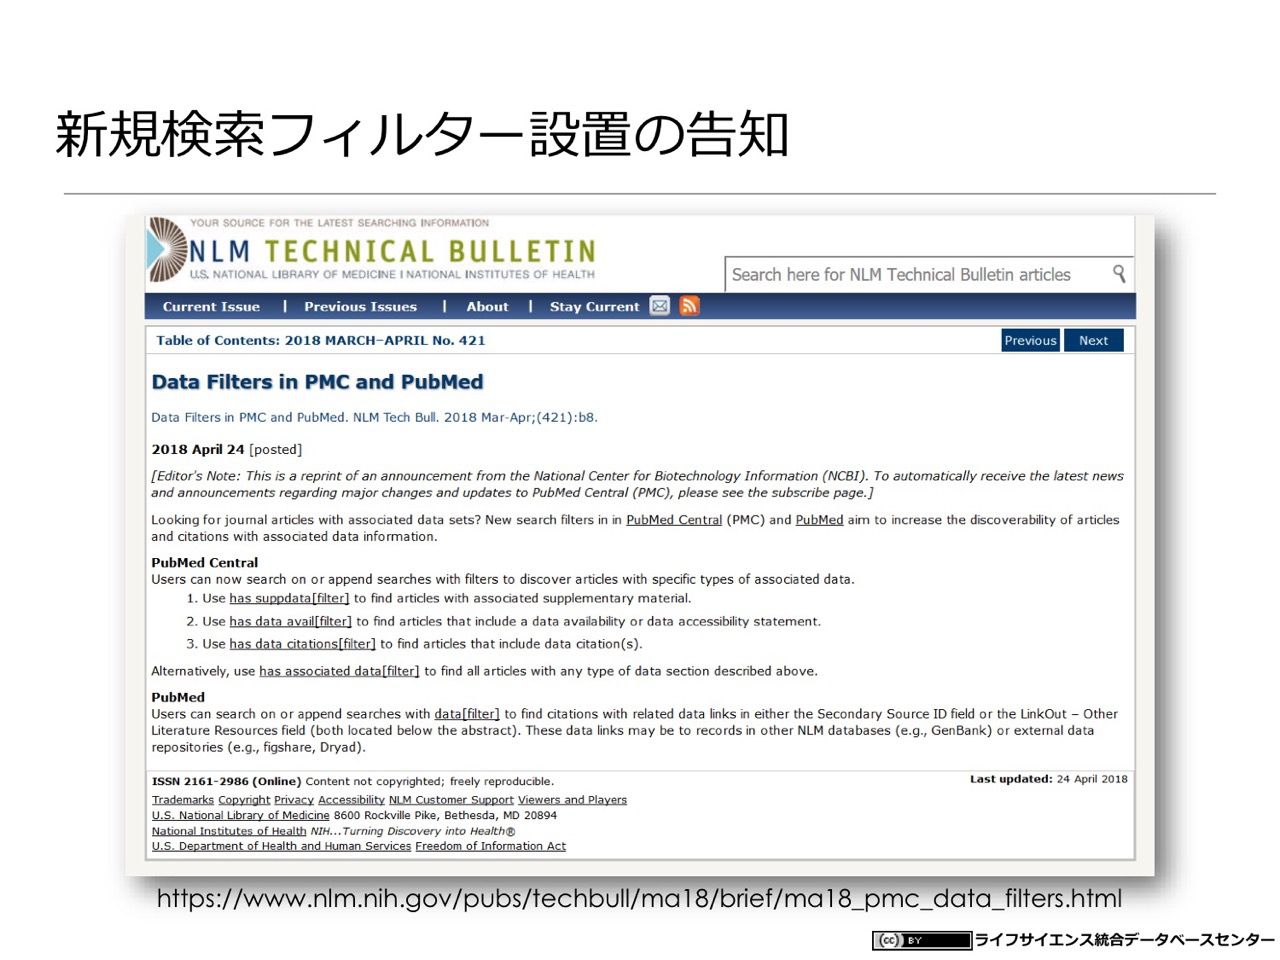 新規検索フィルター設置の告知
YOUR SOURCE FOR THE LATEST SEARCHING INFORMATION
NLM TECHNICAL BULLETIN
U.S. NATIONAL LIBRARY OF MEDICINE | NATIONAL INSTITUTES OF HEALTH
Search here for NLM Technical Bulletin articles
Current Issue | Previous Issues | About | Stay Current
Table of Contents: 2018 MARCH–APRIL No. 421
Previous Next
Data Filters in PMC and PubMed
Data Filters in PMC and PubMed. NLM Tech Bull. 2018 Mar-Apr;(421):b8.
2018 April 24 [posted]
[Editor's Note: This is a reprint of an announcement from the National Center for Biotechnology Information (NCBI). To automatically receive the latest news
and announcements regarding major changes and updates to PubMed Central (PMC), please see the subscribe page.]
Looking for journal articles with associated data sets? New search filters in in PubMed Central (PMC) and PubMed aim to increase the discoverability of articles
and citations with associated data information.
PubMed Central
Users can now search on or append searches with filters to discover articles with specific types of associated data.
1. Use has suppdata[filter] to find articles with associated supplementary material.
2. Use has data avail[filter] to find articles that include a data availability or data accessibility statement.
3. Use has data citations[filter] to find articles that include data citation(s).
Alternatively, use has associated data[filter] to find all articles with any type of data section described above.
PubMed
Users can search on or append searches with data[filter] to find citations with related data links in either the Secondary Source ID field or the LinkOut – Other
Literature Resources field (both located below the abstract). These data links may be to records in other NLM databases (e.g., GenBank) or external data
repositories (e.g., figshare, Dryad).
ISSN 2161-2986 (Online) Content not copyrighted; freely reproducible.
Last updated: 24 April 2018
Trademarks Copyright Privacy Accessibility NLM Customer Support Viewers and Players
U.S. National Library of Medicine 8600 Rockville Pike, Bethesda, MD 20894
National Institutes of Health NIH...Turning Discovery into Health®
U.S. Department of Health and Human Services Freedom of Information Act
https://www.nlm.nih.gov/pubs/techbull/ma18/brief/ma18_pmc_data_filters.html
(cc) BY ライフサイエンス統合データベースセンター